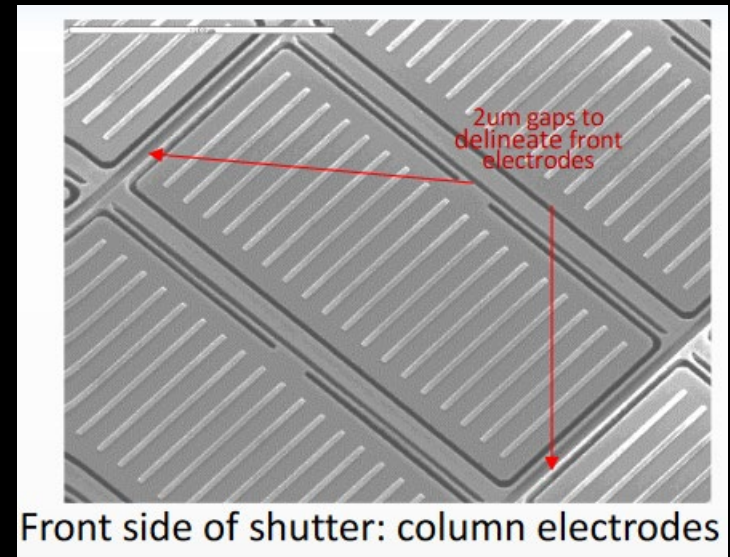 2um gaps to
delineate front
electrodes
Front side of shutter: column electrodes